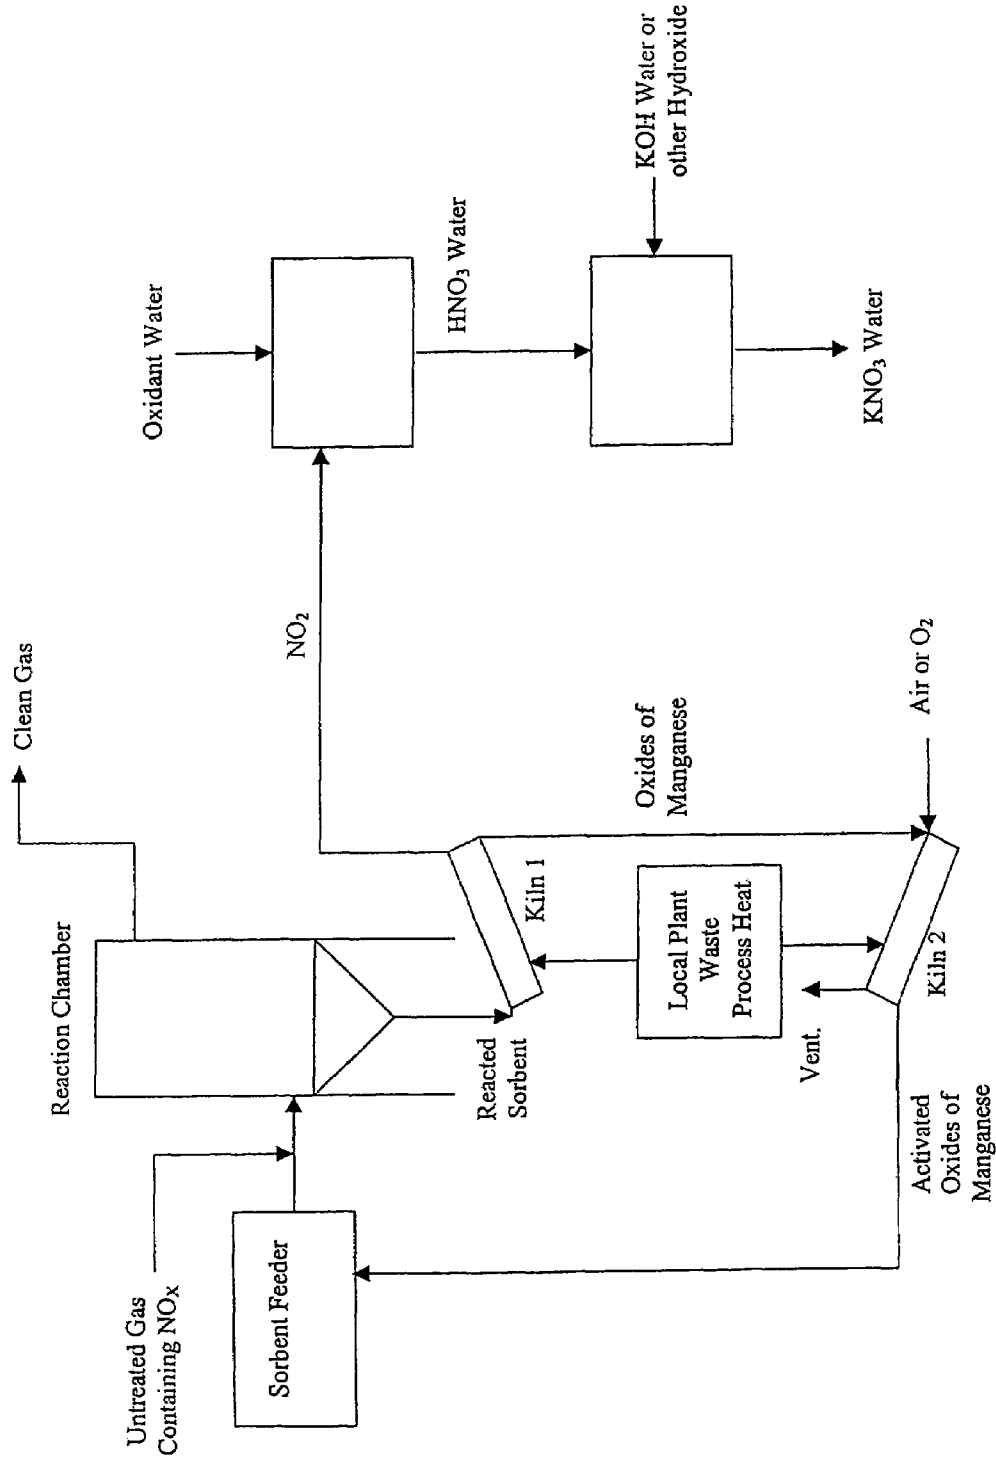 Untreated Gas
Containing NOx
Sorbent Feeder
Reaction Chamber
Clean Gas
Reacted
Sorbent
Kiln 1
NO₂
Oxidant Water
HNO₃ Water
KOH Water or
other Hydroxide
KNO₃ Water
Local Plant
Waste
Process Heat
Oxides of
Manganese
Air or O₂
Kiln 2
Vent.
Activated
Oxides of
Manganese